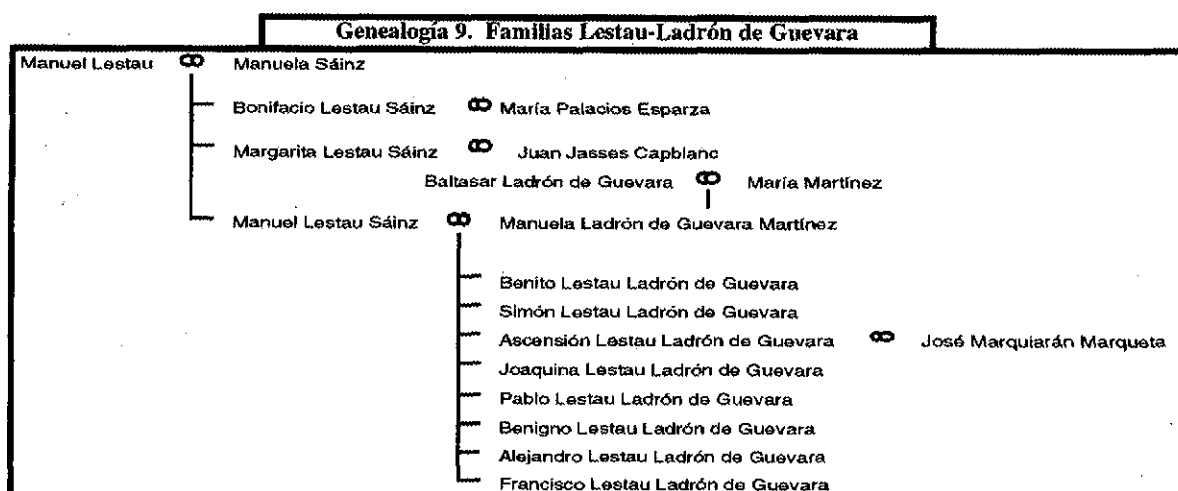 Genealogía 9. Familias Lestau-Ladrón de Guevara
Manuel Lestau Manuela Sáinz
Bonifacio Lestau Sáinz María Palacios Esparza
Margarita Lestau Sáinz Juan Jasses Capblanc
Baltasar Ladrón de Guevara María Martínez
Manuel Lestau Sáinz Manuela Ladrón de Guevara Martínez
Benito Lestau Ladrón de Guevara
Simón Lestau Ladrón de Guevara
Ascensión Lestau Ladrón de Guevara José Marquiarán Marqueta
Joaquina Lestau Ladrón de Guevara
Pablo Lestau Ladrón de Guevara
Benigno Lestau Ladrón de Guevara
Alejandro Lestau Ladrón de Guevara
Francisco Lestau Ladrón de Guevara